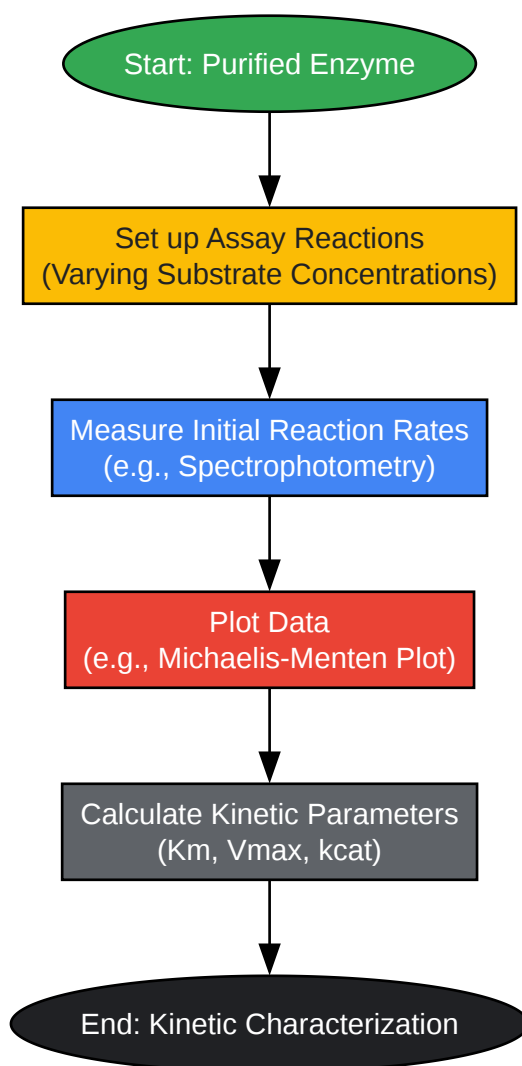 Start: Purified Enzyme
Set up Assay Reactions
(Varying Substrate Concentrations)
Measure Initial Reaction Rates
(e.g., Spectrophotometry)
Plot Data
(e.g., Michaelis-Menten Plot)
Calculate Kinetic Parameters
(Km, Vmax, kcat)
End: Kinetic Characterization